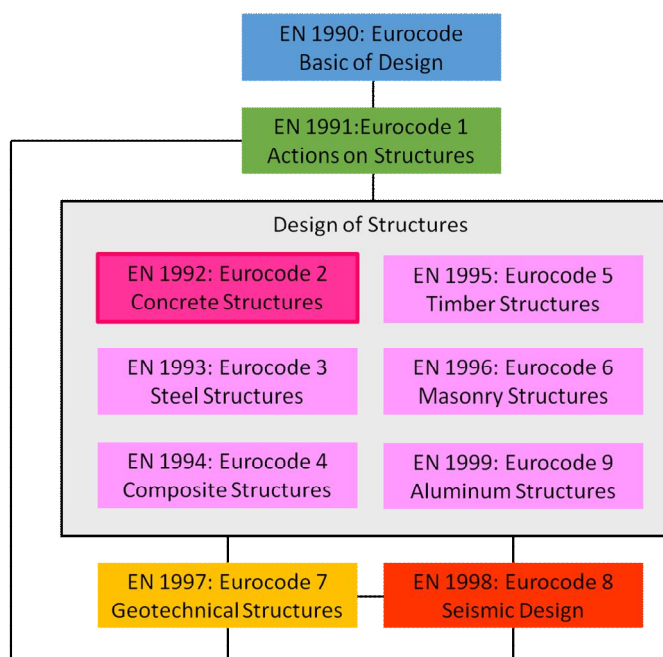 EN 1990: Eurocode
Basic of Design
EN 1991:Eurocode 1
Actions on Structures
Design of Structures
EN 1992: Eurocode 2
Concrete Structures
EN 1995: Eurocode 5
Timber Structures
EN 1993: Eurocode 3
Steel Structures
EN 1996: Eurocode 6
Masonry Structures
EN 1994: Eurocode 4
Composite Structures
EN 1999: Eurocode 9
Aluminum Structures
EN 1997: Eurocode 7
Geotechnical Structures
EN 1998: Eurocode 8
Seismic Design